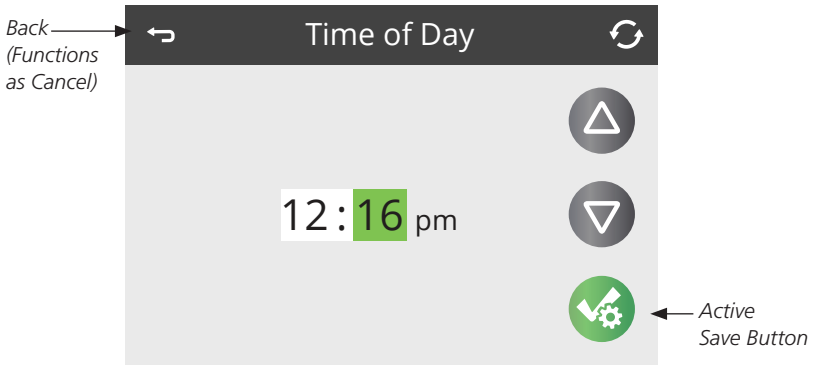 Back
(Functions
as Cancel)
Time of Day
12:16 pm
Active
Save Button